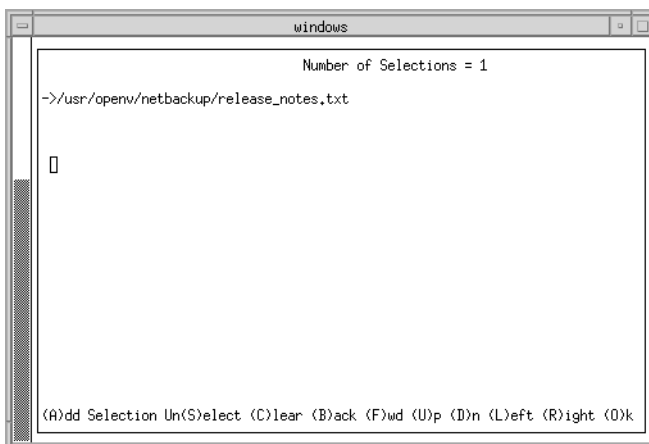 windows
Number of Selections = 1
->/usr/openv/netbackup/release_notes.txt
(A)dd Selection Un(S)elect (C)lear (B)ack (F)wd (U)p (D)n (L)eft (R)ight (O)k